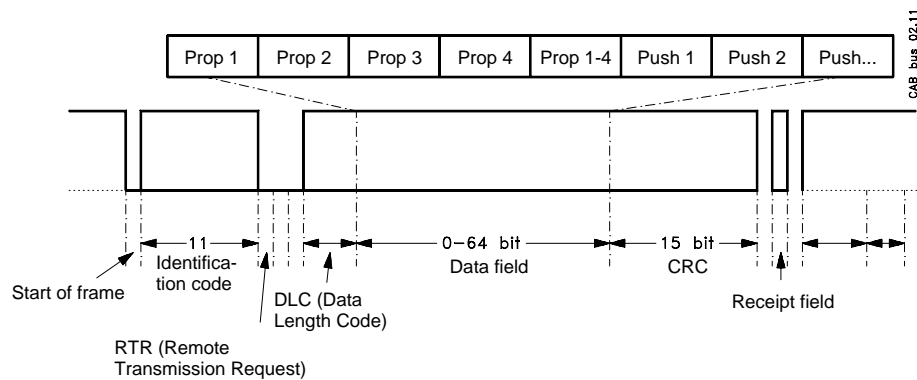 CAB bus 02.11
Prop 1 Prop 2 Prop 3 Prop 4 Prop 1-4 Push 1 Push 2 Push...
11 0-64 bit 15 bit
Identifica-
tion code
Data field
CRC
Start of frame
DLC (Data
Length Code)
Receipt field
RTR (Remote
Transmission Request)